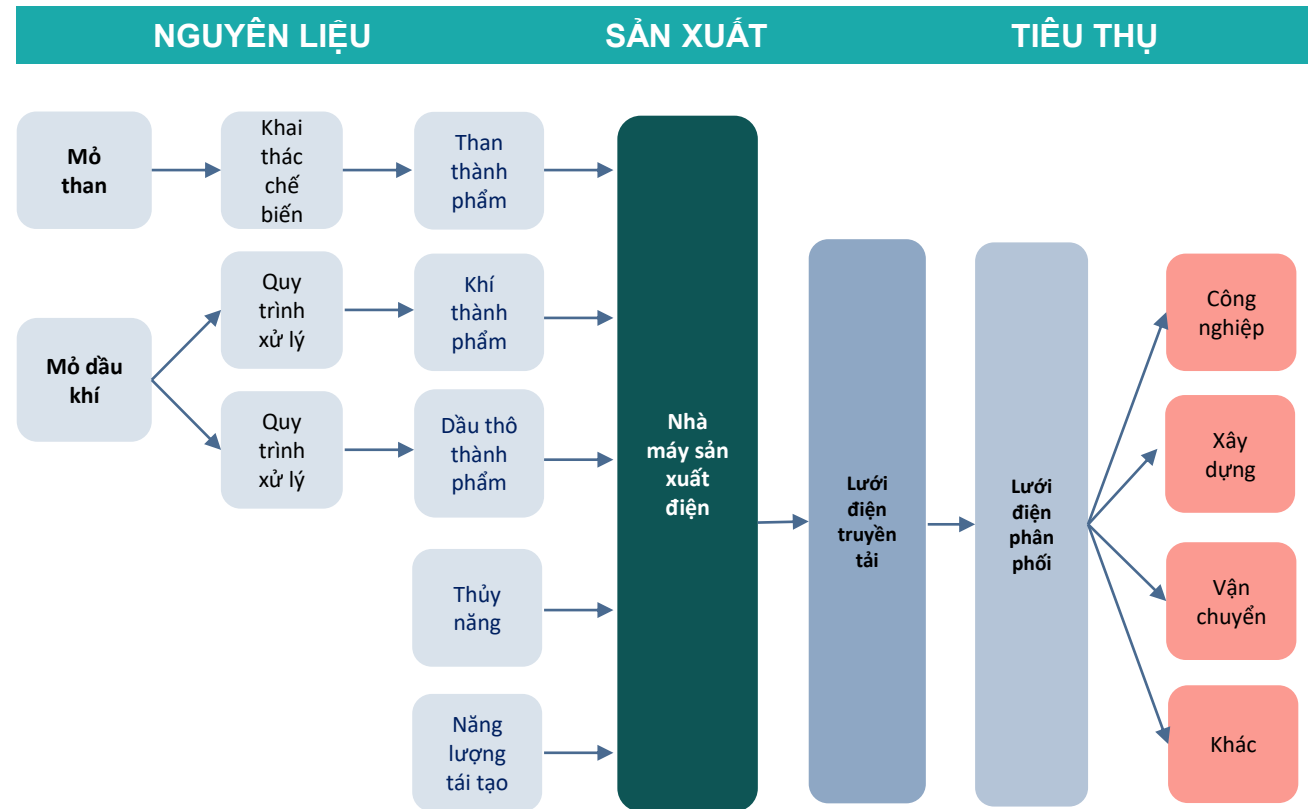 NGUYÊN LIỆU
SẢN XUẤT
TIÊU THỤ
Mỏ
than
Khai
thác
chế
biến
Than
thành
phẩm
Mỏ dầu
khí
Quy
trình
xử lý
Khí
thành
phẩm
Quy
trình
xử lý
Dầu thô
thành
phẩm
Thủy
năng
Năng
lượng
tái tạo
Nhà
máy sản
xuất
điện
Lưới
điện
truyền
tải
Lưới
điện
phân
phối
Công
nghiệp
Xây
dựng
Vận
chuyển
Khác